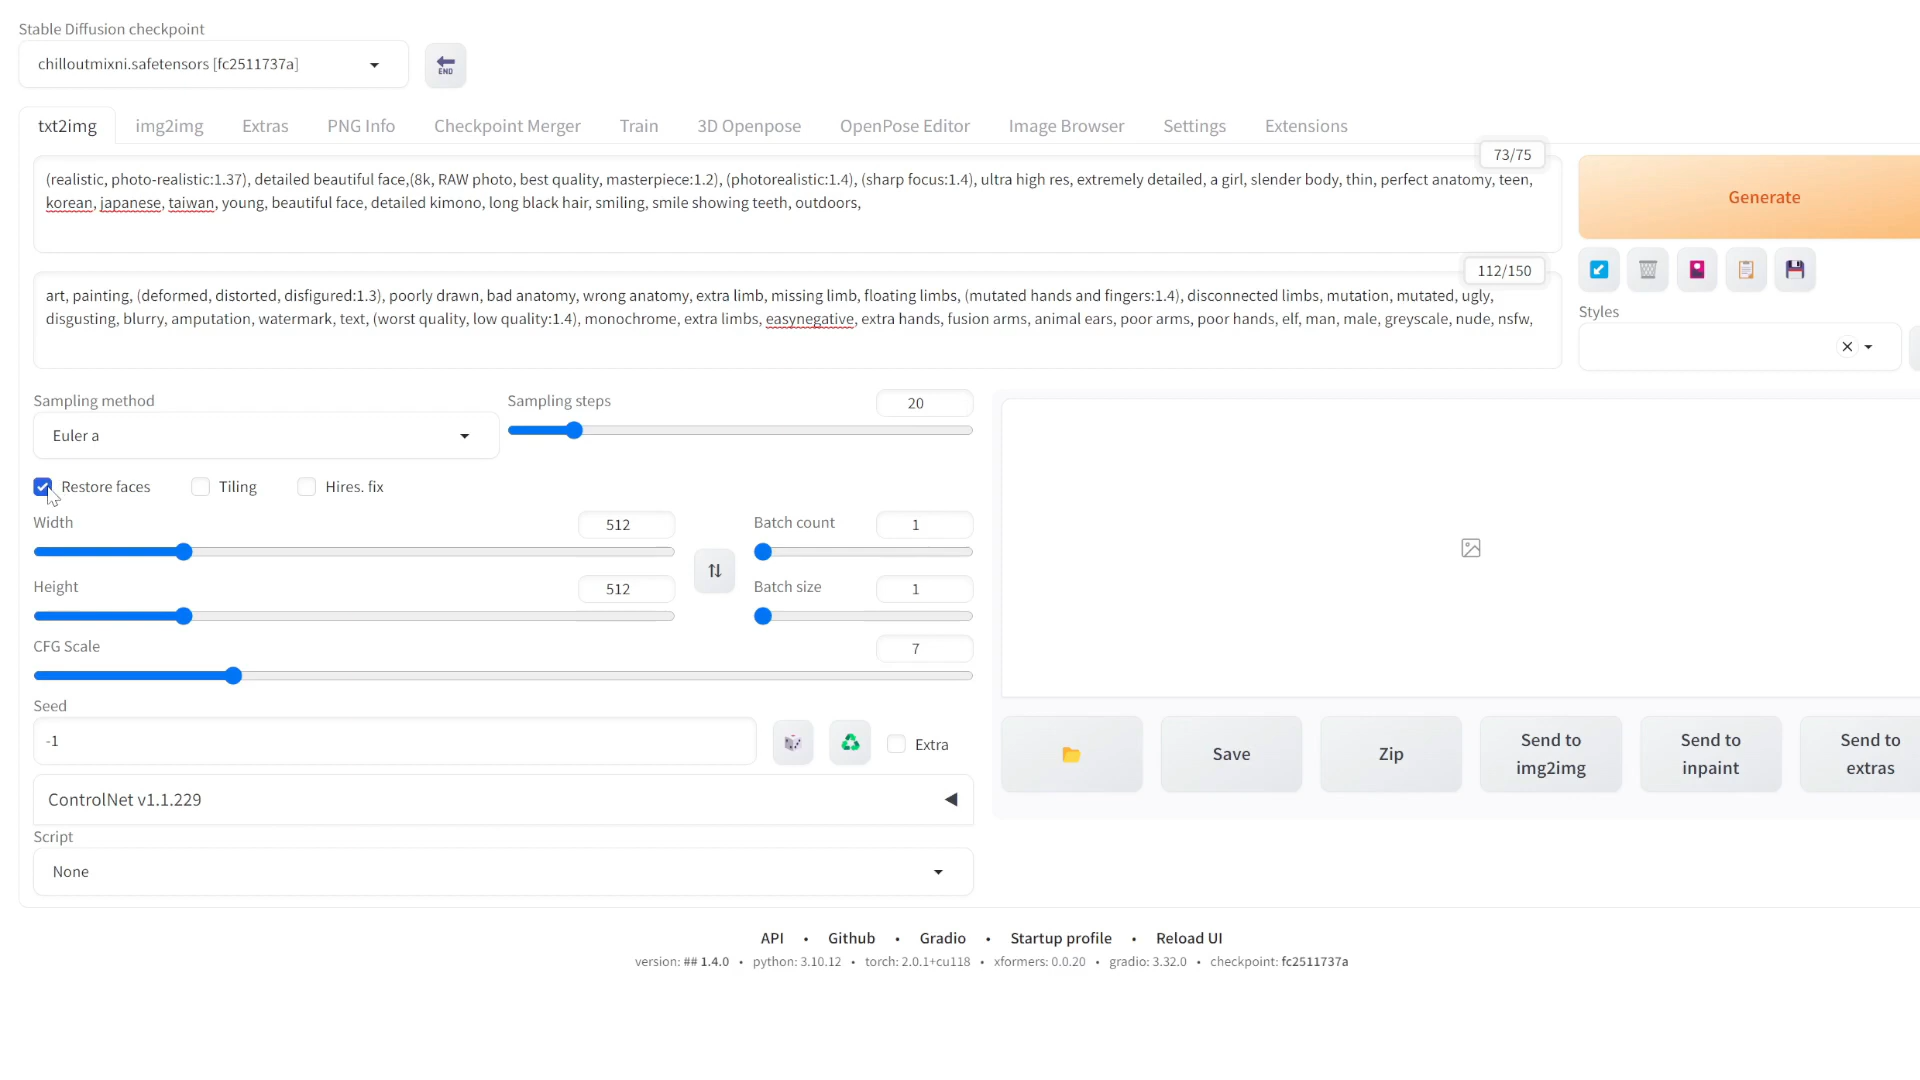 Stable Diffusion checkpoint
chilloutmixni.safetensors [fc2511737a]
END
txt2img img2img Extras PNG Info Checkpoint Merger Train 3D Openpose OpenPose Editor Image Browser Settings Extensions
73/75
(realistic, photo-realistic:1.37), detailed beautiful face,(8k, RAW photo, best quality, masterpiece:1.2), (photorealistic:1.4), (sharp focus:1.4), ultra high res, extremely detailed, a girl, slender body, thin, perfect anatomy, teen,
korean, japanese, taiwan, young, beautiful face, detailed kimono, long black hair, smiling, smile showing teeth, outdoors,
Generate
112/150
art, painting, (deformed, distorted, disfigured:1.3), poorly drawn, bad anatomy, wrong anatomy, extra limb, missing limb, floating limbs, (mutated hands and fingers:1.4), disconnected limbs, mutation, mutated, ugly,
disgusting, blurry, amputation, watermark, text, (worst quality, low quality:1.4), monochrome, extra limbs, easynegative, extra hands, fusion arms, animal ears, poor arms, poor hands, elf, man, male, greyscale, nude, nsfw,
Styles
Sampling method
Euler a
Sampling steps
20
Restore faces Tiling Hires. fix
Width
512
Batch count
1
Height
512
Batch size
1
CFG Scale
7
Seed
-1
Extra
Save
Zip
Send to
img2img
Send to
inpaint
Send to
extras
ControlNet v1.1.229
Script
None
API • Github • Gradio • Startup profile • Reload UI
version: ## 1.4.0 • python: 3.10.12 • torch: 2.0.1+cu118 • xformers: 0.0.20 • gradio: 3.32.0 • checkpoint: fc2511737a